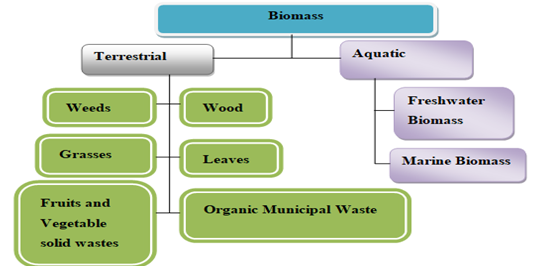 Biomass
Terrestrial
Aquatic
Weeds
Wood
Freshwater
Biomass
Grasses
Leaves
Marine Biomass
Fruits and
Vegetable
solid wastes
Organic Municipal Waste